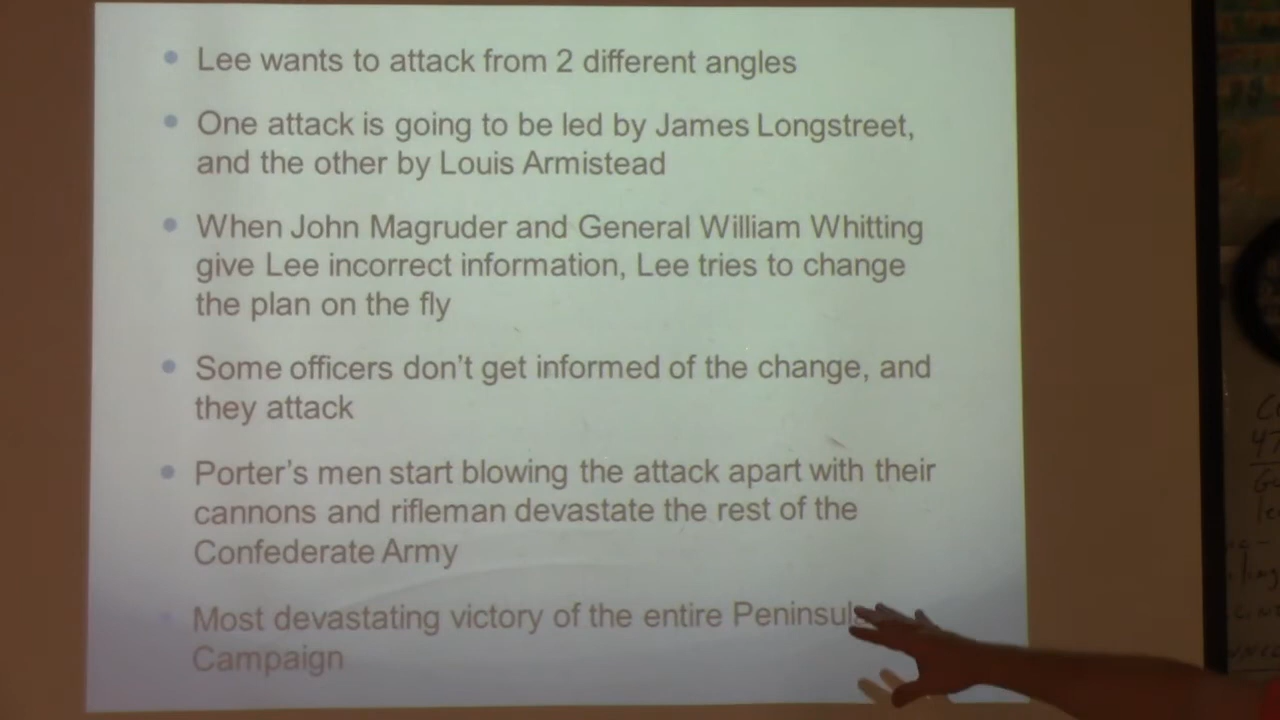 Lee wants to attack from 2 different angles
One attack is going to be led by James Longstreet,
and the other by Louis Armistead
When John Magruder and General William Whitting
give Lee incorrect information, Lee tries to change
the plan on the fly
Some officers don't get informed of the change, and
they attack
Porter's men start blowing the attack apart with their
cannons and rifleman devastate the rest of the
Confederate Army
Most devastating victory of the entire Peninsula
Campaign